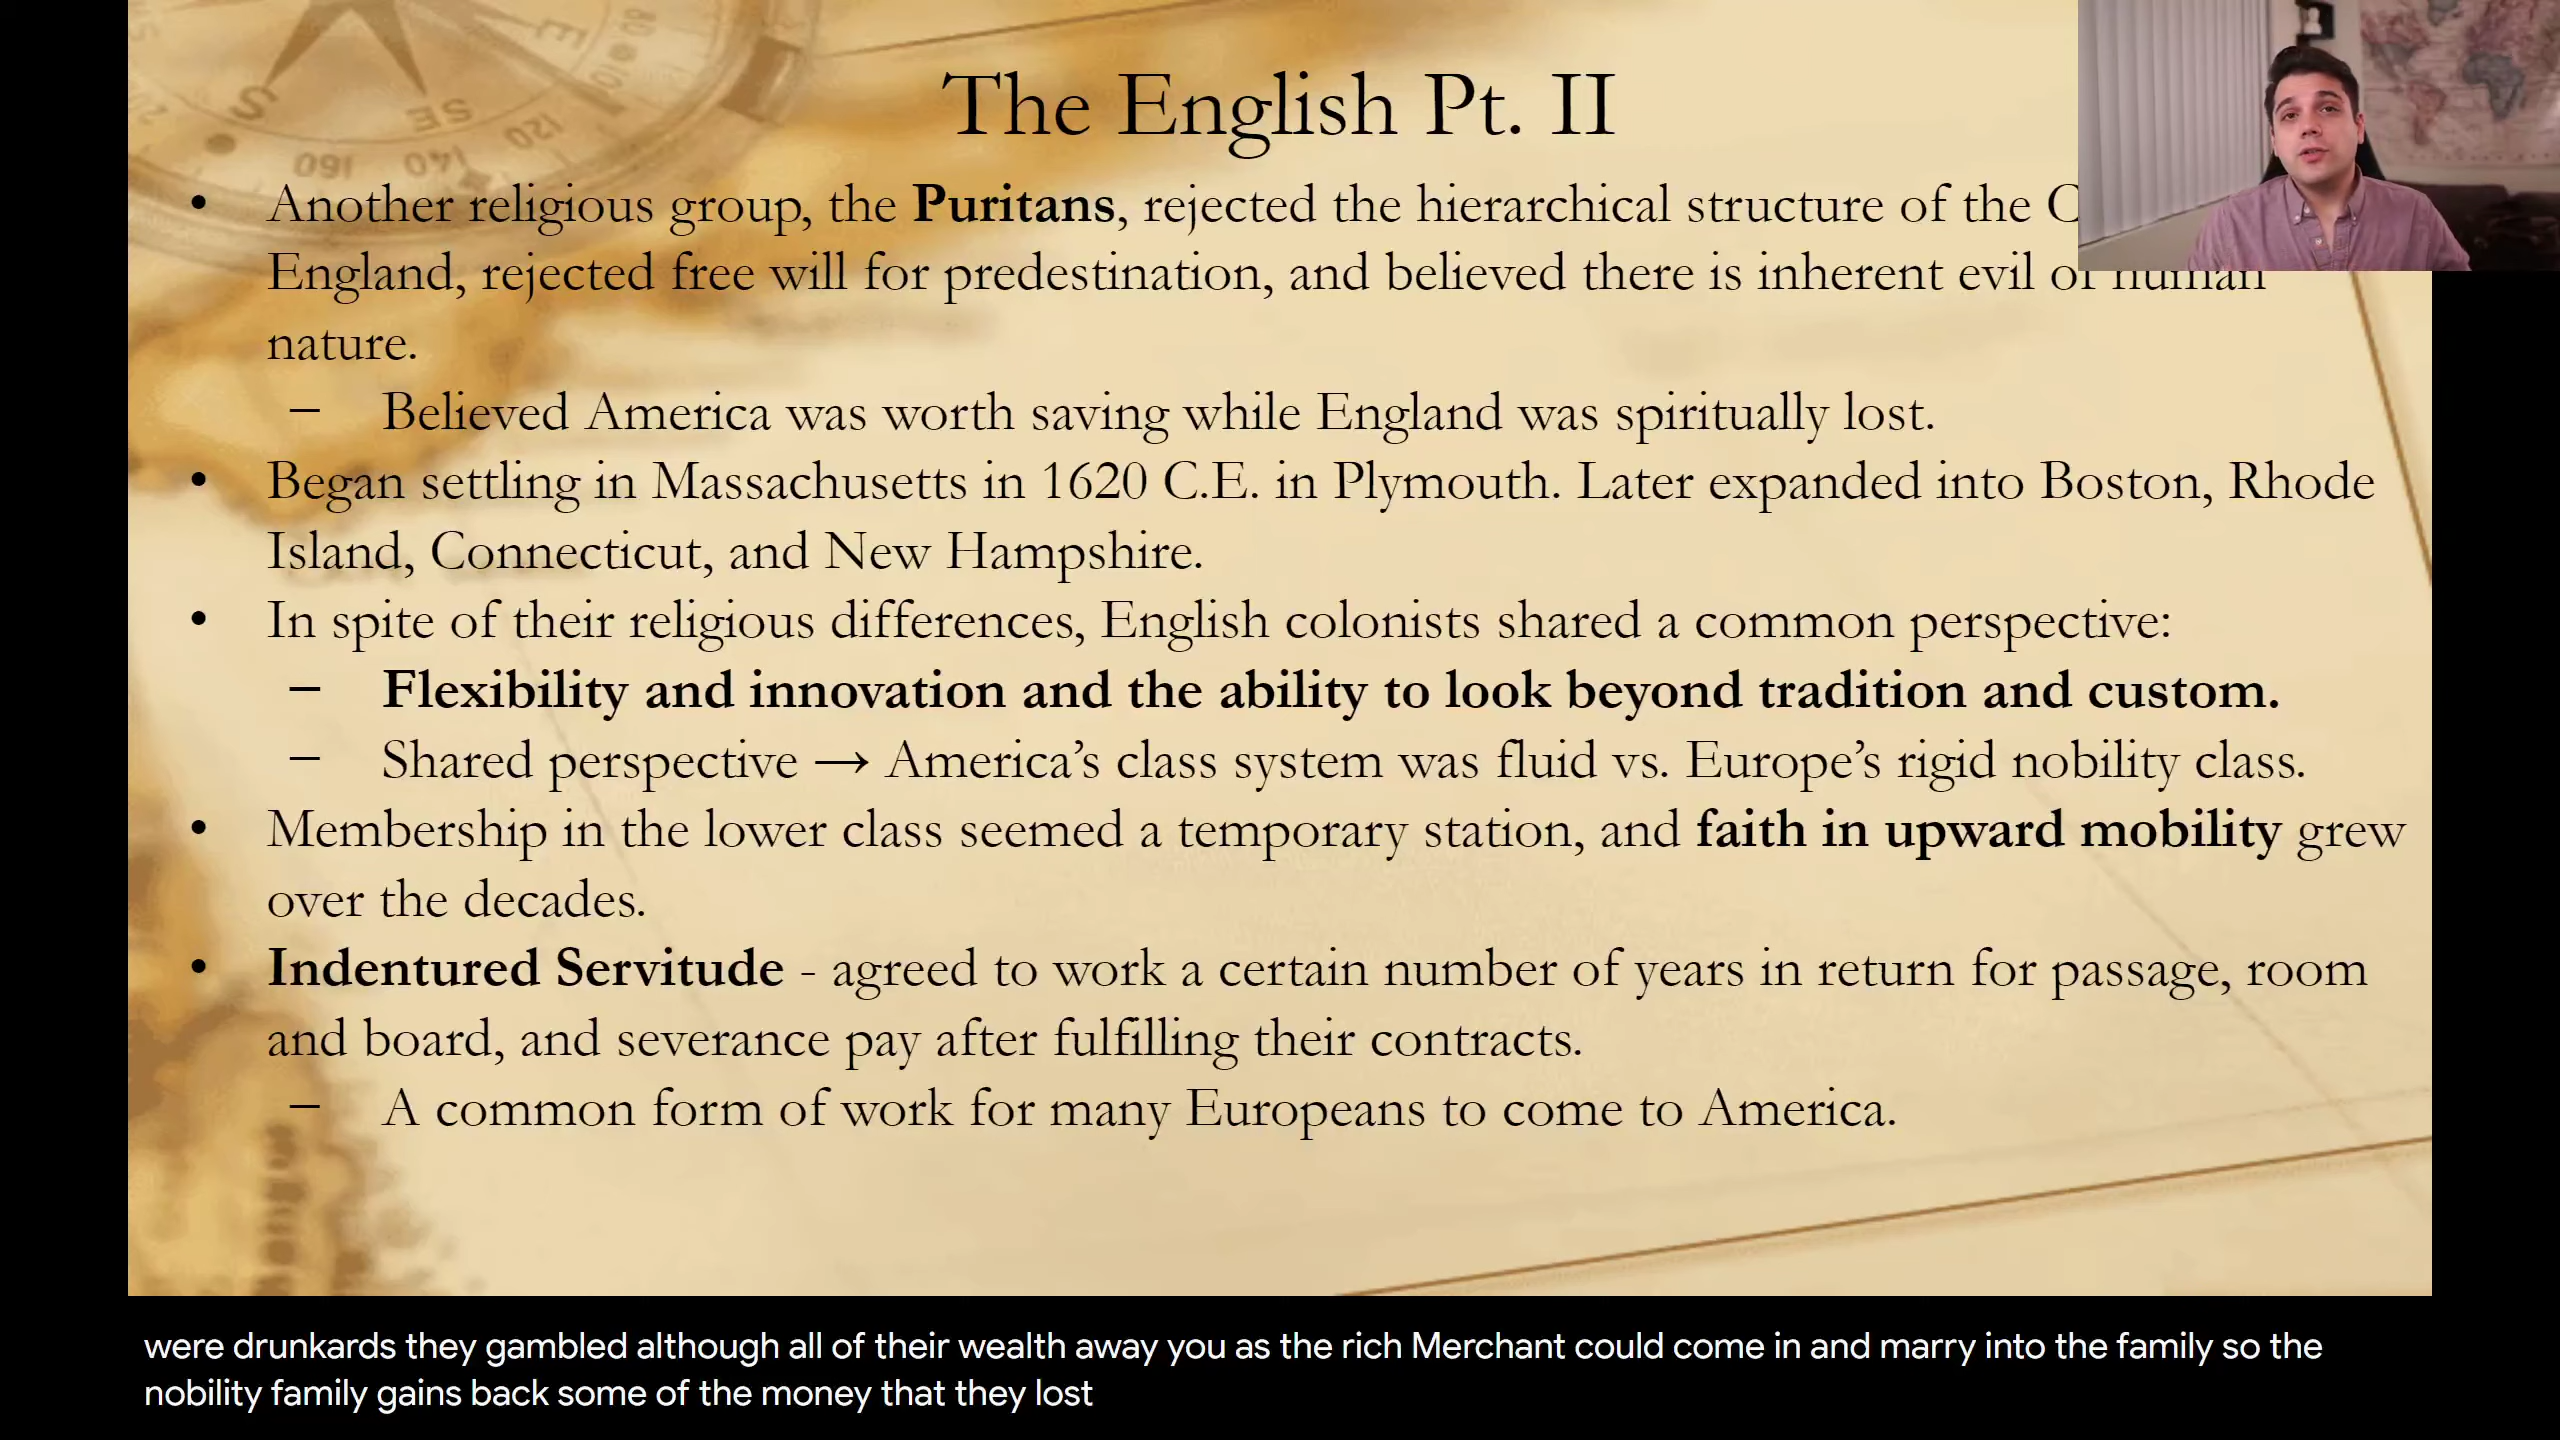 The English Pt. II
• Another religious group, the Puritans, rejected the hierarchical structure of the
England, rejected free will for predestination, and believed there is inherent evil of human
nature.
– Believed America was worth saving while England was spiritually lost.
• Began settling in Massachusetts in 1620 C.E. in Plymouth. Later expanded into Boston, Rhode
Island, Connecticut, and New Hampshire.
• In spite of their religious differences, English colonists shared a common perspective:
– Flexibility and innovation and the ability to look beyond tradition and custom.
– Shared perspective → America’s class system was fluid vs. Europe’s rigid nobility class.
• Membership in the lower class seemed a temporary station, and faith in upward mobility grew
over the decades.
• Indentured Servitude - agreed to work a certain number of years in return for passage, room
and board, and severance pay after fulfilling their contracts.
– A common form of work for many Europeans to come to America.
were drunkards they gambled although all of their wealth away you as the rich Merchant could come in and marry into the family so the
nobility family gains back some of the money that they lost
S
SE
E
160
140
120